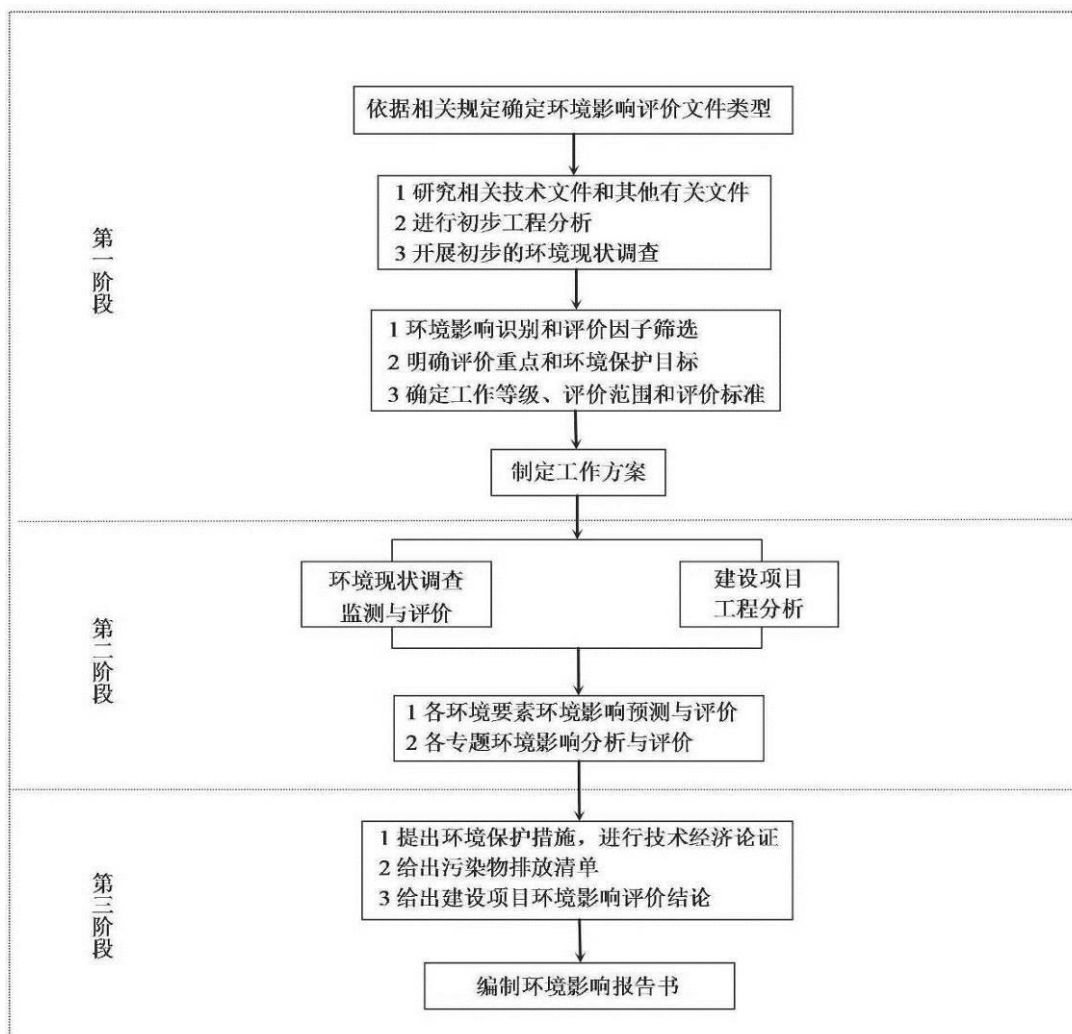 依据相关规定确定环境影响评价文件类型
1 研究相关技术文件和其他有关文件
2 进行初步工程分析
3 开展初步的环境现状调查
第一阶段
1 环境影响识别和评价因子筛选
2 明确评价重点和环境保护目标
3 确定工作等级、评价范围和评价标准
制定工作方案
环境现状调查
监测与评价
建设项目
工程分析
第二阶段
1 各环境要素环境影响预测与评价
2 各专题环境影响分析与评价
1 提出环境保护措施，进行技术经济论证
2 给出污染物排放清单
3 给出建设项目环境影响评价结论
第三阶段
编制环境影响报告书